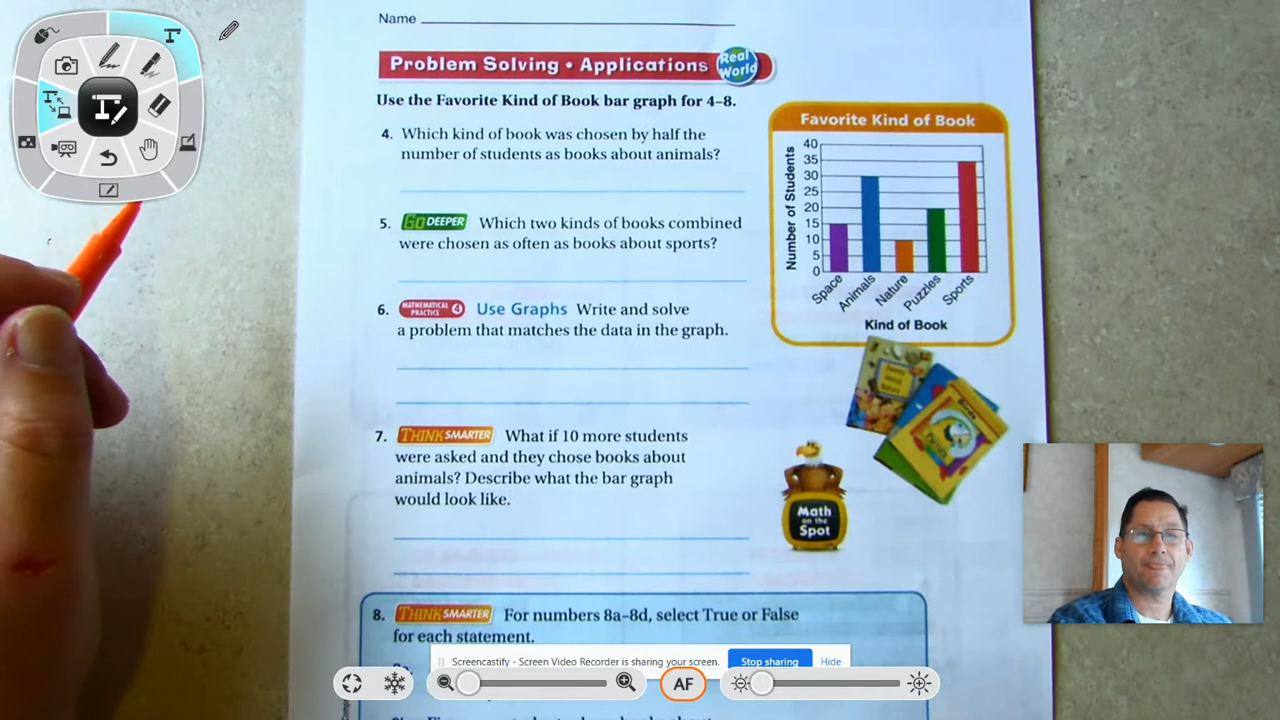 Name
Problem Solving • Applications
Real World
Use the Favorite Kind of Book bar graph for 4–8.
4. Which kind of book was chosen by half the
number of students as books about animals?
5. GO DEEPER Which two kinds of books combined
were chosen as often as books about sports?
6. MATHEMATICAL PRACTICE 4 Use Graphs Write and solve
a problem that matches the data in the graph.
7. THINK SMARTER What if 10 more students
were asked and they chose books about
animals? Describe what the bar graph
would look like.
8. THINK SMARTER For numbers 8a–8d, select True or False
for each statement.
Favorite Kind of Book
Number of Students
40
35
30
25
20
15
10
5
0
Space
Animals
Nature
Puzzles
Sports
Kind of Book
Math
on the
Spot
Screencastify - Screen Video Recorder is sharing your screen.
Stop sharing
Hide
AF